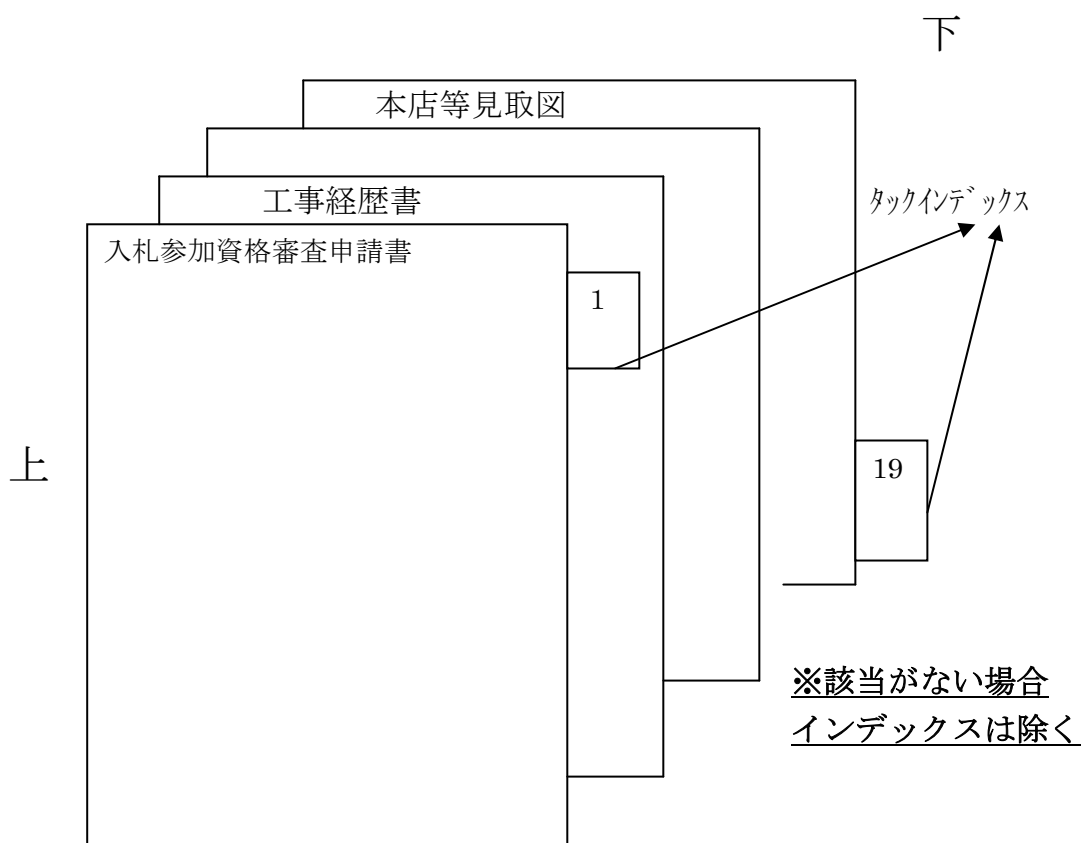 下
本店等見取図
工事経歴書
タックインデックス
入札参加資格審査申請書
1
上
19
※該当がない場合
インデックスは除く